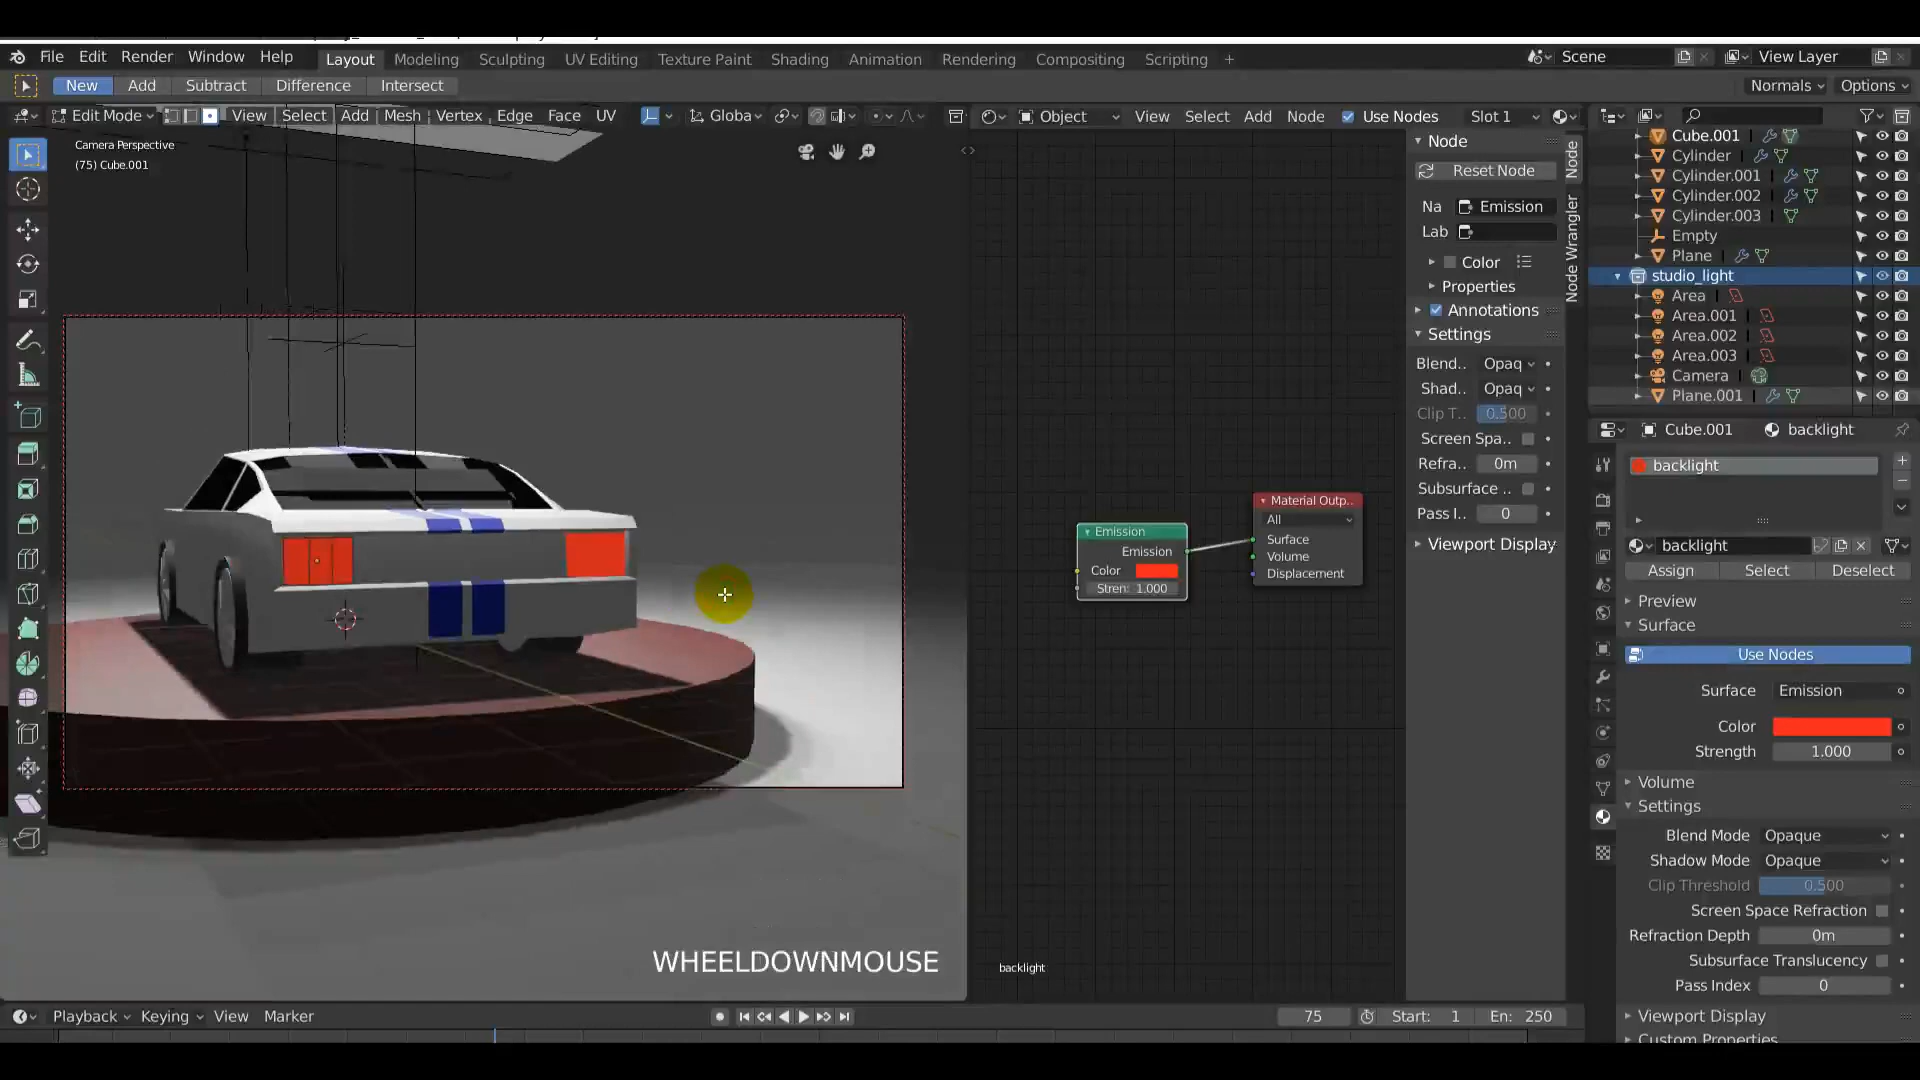 File Edit Render Window Help Layout Modeling Sculpting UV Editing Texture Paint Shading Animation Rendering Compositing Scripting + Scene View Layer
New Add Subtract Difference Intersect Normals Options
Edit Mode View Select Add Mesh Vertex Edge Face UV Globa Object View Select Add Node Use Nodes Slot 1
Camera Perspective
(75) Cube.001
WHEELDOWNMOUSE
Emission
Emission
Color
Stren: 1.000
Material Outp..
All
Surface
Volume
Displacement
backlight
Node
Reset Node
Na Emission
Lab
Color
Properties
Annotations
Settings
Blend.. Opaq
Shad.. Opaq
Clip T.. 0.500
Screen Spa..
Refra.. 0m
Subsurface ..
Pass I.. 0
Viewport Display
Node
Node Wrangler
Cube.001
Cylinder
Cylinder.001
Cylinder.002
Cylinder.003
Empty
Plane
studio_light
Area
Area.001
Area.002
Area.003
Camera
Plane.001
Cube.001 backlight
backlight
backlight
Assign Select Deselect
Preview
Surface
Use Nodes
Surface Emission
Color
Strength 1.000
Volume
Settings
Blend Mode Opaque
Shadow Mode Opaque
Clip Threshold 0.500
Screen Space Refraction
Refraction Depth 0m
Subsurface Translucency
Pass Index 0
Viewport Display
Custom Properties
Playback Keying View Marker 75 Start: 1 En: 250